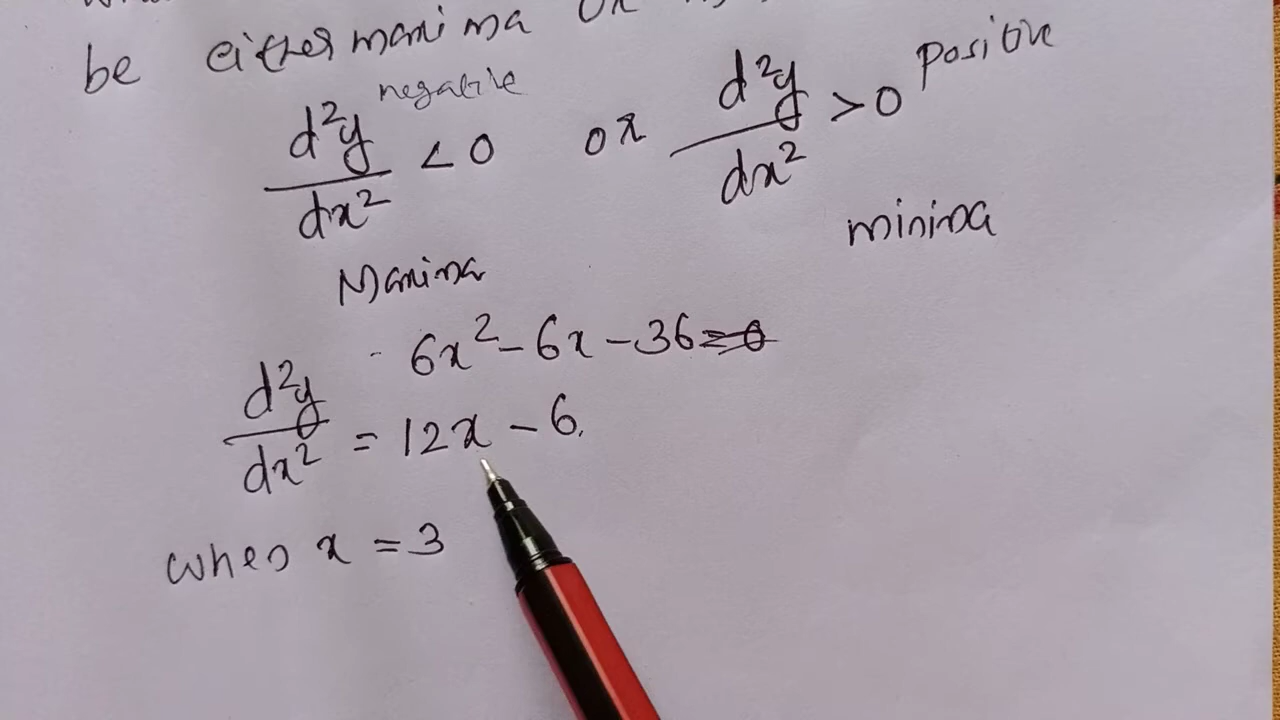 be either maxima or
negative positive
d²y/dx² < 0 or d²y/dx² > 0
Maxima minima
6x² - 6x - 36 = 0
d²y/dx² = 12x - 6.
when x = 3